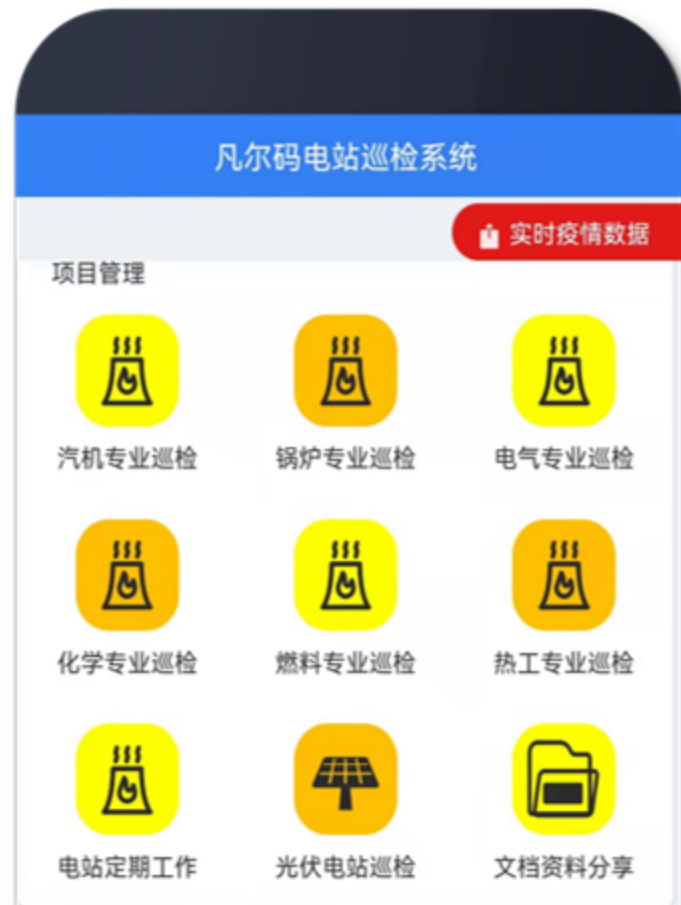 凡尔码电站巡检系统
实时疫情数据
项目管理
汽机专业巡检 锅炉专业巡检 电气专业巡检
化学专业巡检 燃料专业巡检 热工专业巡检
电站定期工作 光伏电站巡检 文档资料分享